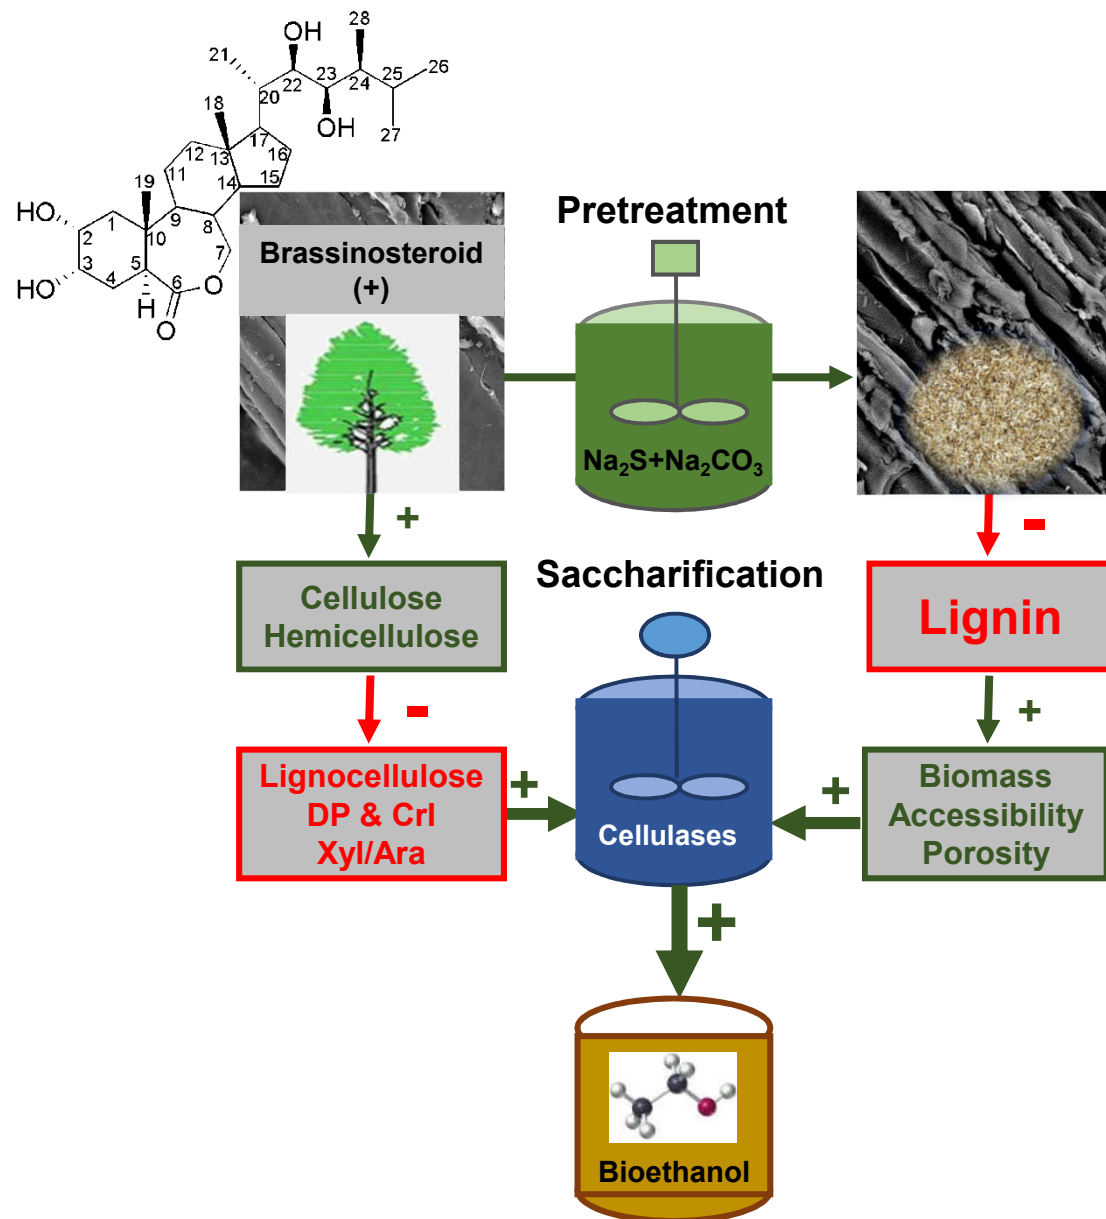 OH
28
21
22
23
24
25
26
20
OH
27
18
17
16
12
13
11
15
19
14
HO
1
9
8
2
10
7
3
4
5
6
HO
H
O
O
Brassinosteroid
(+)
Pretreatment
Na₂S+Na₂CO₃
+
-
Cellulose
Hemicellulose
Saccharification
Lignin
-
+
Lignocellulose
DP & CrI
Xyl/Ara
+
Cellulases
+
Biomass
Accessibility
Porosity
+
Bioethanol